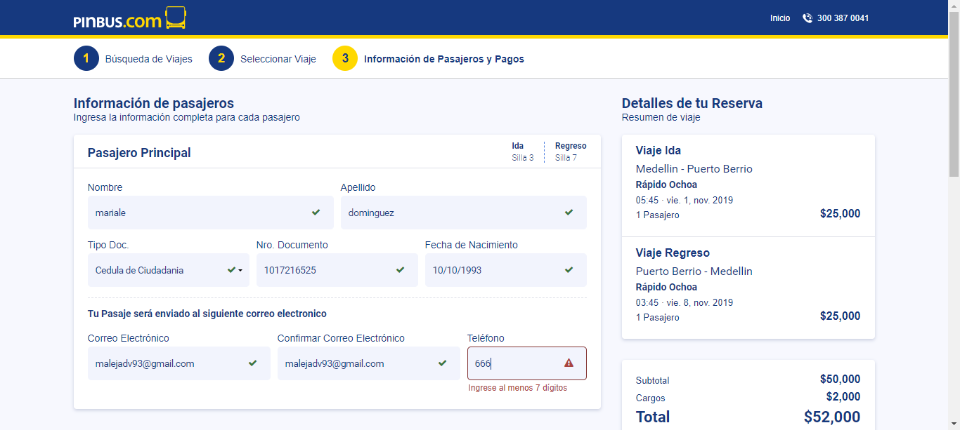 PINBUS.com
Inicio 300 387 0041
1 Búsqueda de Viajes 2 Seleccionar Viaje 3 Información de Pasajeros y Pagos
Información de pasajeros
Ingresa la información completa para cada pasajero
Pasajero Principal
Ida Regreso
Silla 3 Silla 7
Nombre Apellido
mariale dominguez
Tipo Doc. Nro. Documento Fecha de Nacimiento
Cedula de Ciudadania 1017216525 10/10/1993
Tu Pasaje será enviado al siguiente correo electronico
Correo Electrónico Confirmar Correo Electrónico Teléfono
malejadv93@gmail.com malejadv93@gmail.com 666
Ingrese al menos 7 dígitos
Detalles de tu Reserva
Resumen de viaje
Viaje Ida
Medellin - Puerto Berrio
Rápido Ochoa
05:45 - vie. 1, nov. 2019
1 Pasajero $25,000
Viaje Regreso
Puerto Berrio - Medellin
Rápido Ochoa
03:45 - vie. 8, nov. 2019
1 Pasajero $25,000
Subtotal $50,000
Cargos $2,000
Total $52,000